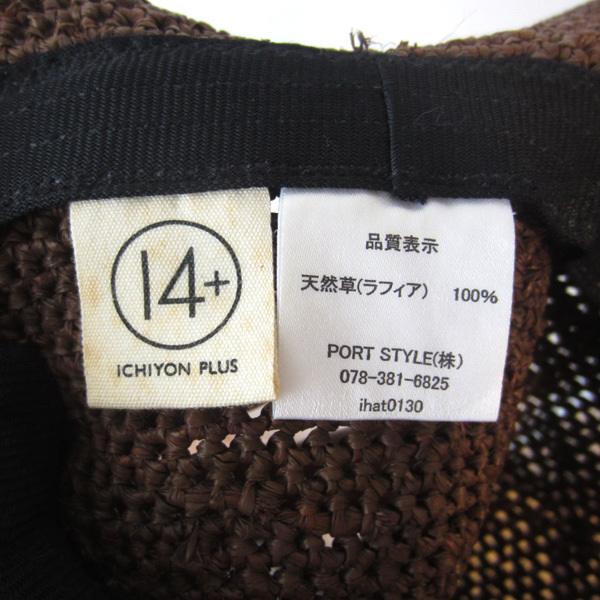 14+
ICHIYON PLUS
品質表示
天然草(ラフィア) 100%
PORT STYLE(株)
078-381-6825
ihat0130